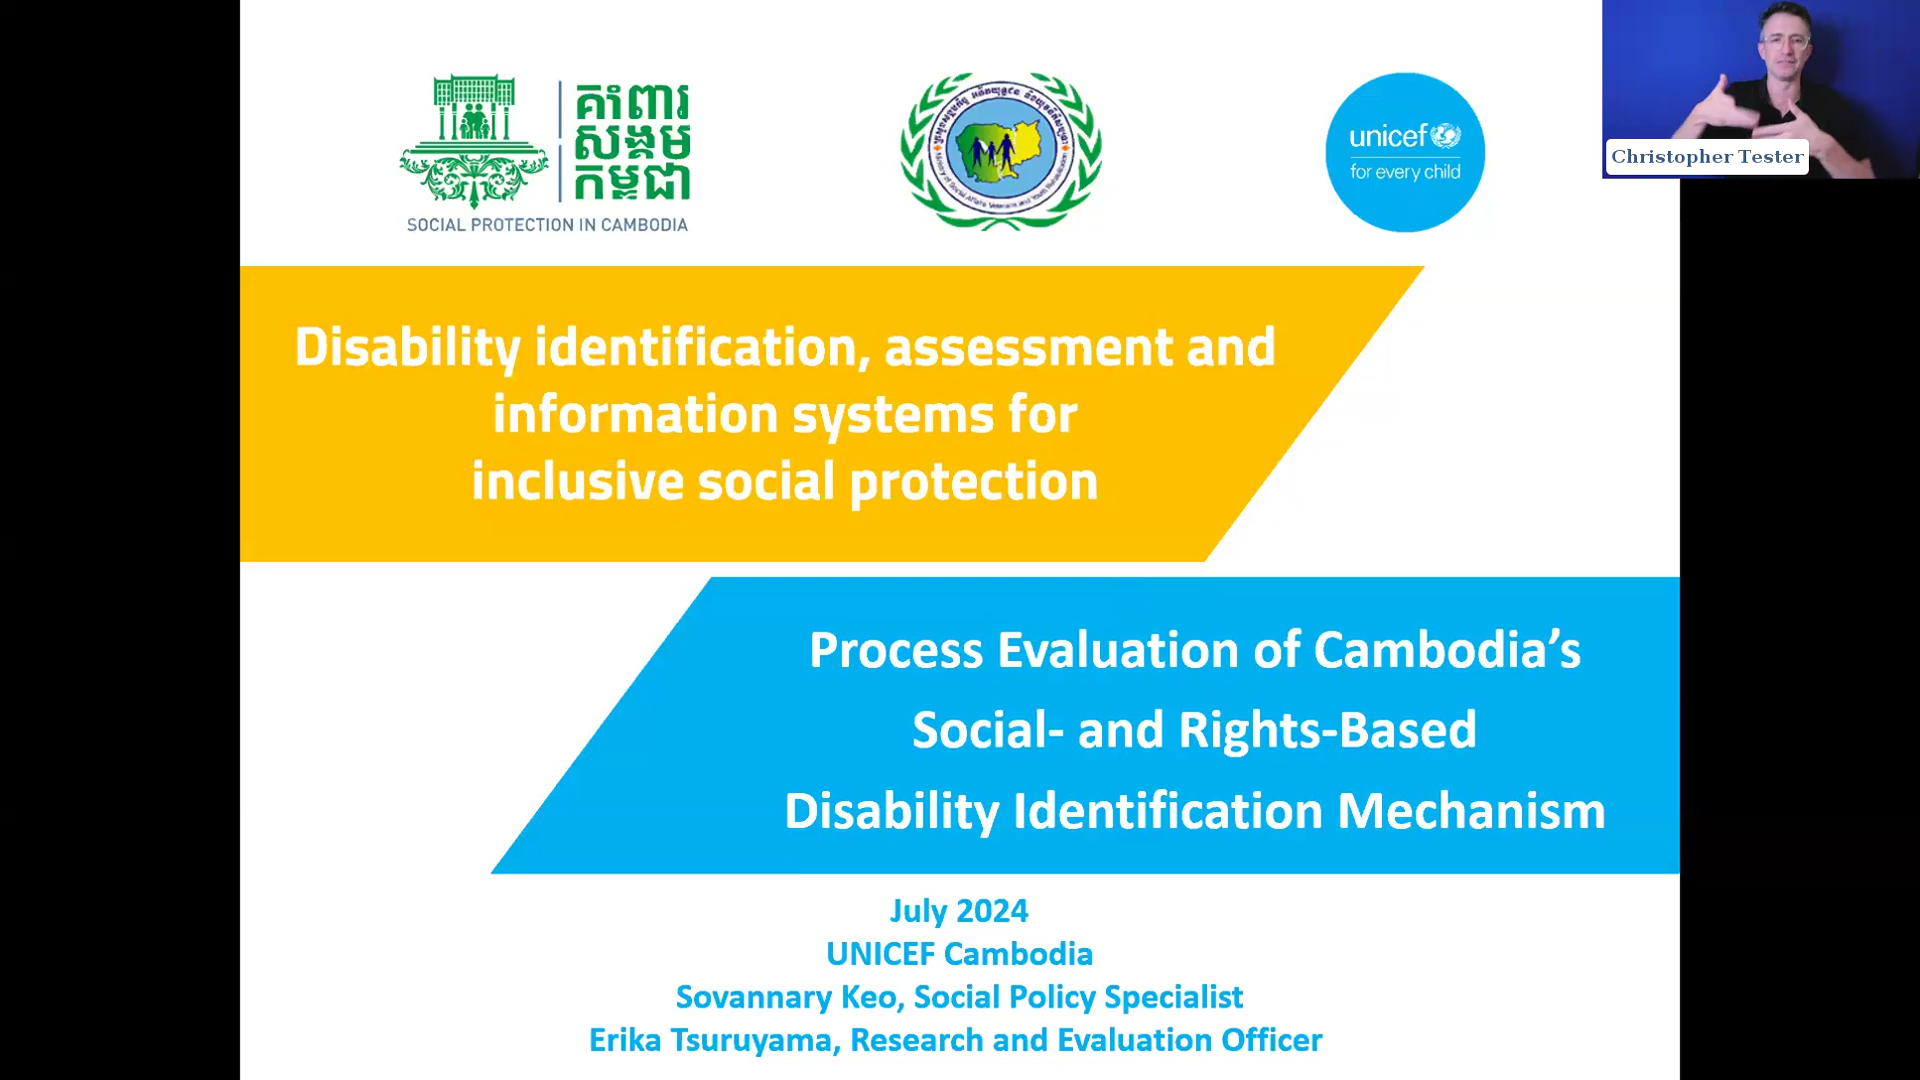 គាំពារ
សង្គម
កម្ពុជា
SOCIAL PROTECTION IN CAMBODIA
unicef
for every child
Christopher Tester
Disability identification, assessment and
information systems for
inclusive social protection
Process Evaluation of Cambodia’s
Social- and Rights-Based
Disability Identification Mechanism
July 2024
UNICEF Cambodia
Sovannary Keo, Social Policy Specialist
Erika Tsuruyama, Research and Evaluation Officer